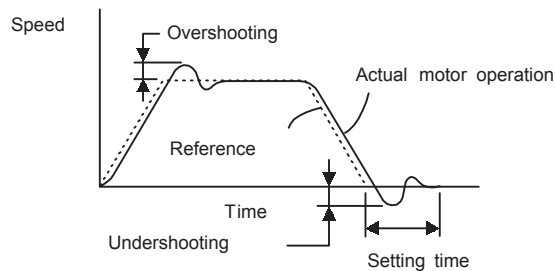 Speed
Overshooting
Actual motor operation
Reference
Time
Undershooting
Setting time